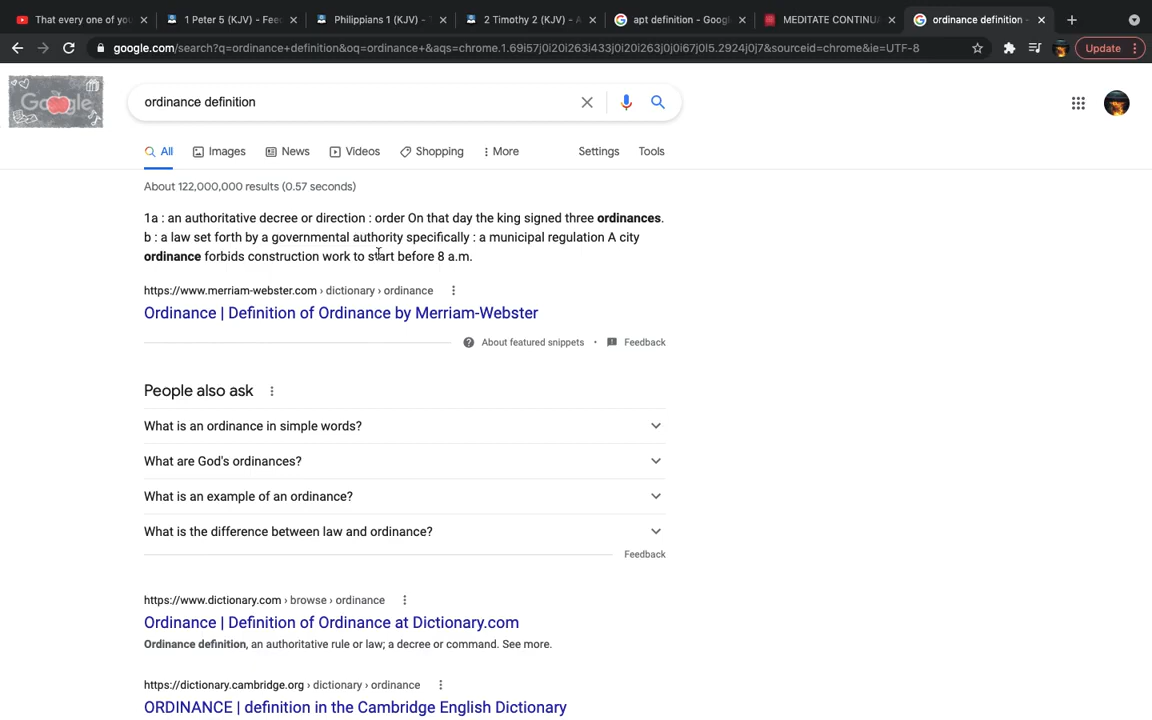 That every one of you
1 Peter 5 (KJV) - Fee
Philippians 1 (KJV) -
2 Timothy 2 (KJV) - A
apt definition - Google
MEDITATE CONTINUA
ordinance definition -
google.com/search?q=ordinance+definition&oq=ordinance+&aqs=chrome.1.69i57j0i20i263i433j0i20i263j0j0i67j0l5.2924j0j7&sourceid=chrome&ie=UTF-8
Update
Google
ordinance definition
All Images News Videos Shopping More Settings Tools
About 122,000,000 results (0.57 seconds)
1a : an authoritative decree or direction : order On that day the king signed three ordinances.
b : a law set forth by a governmental authority specifically : a municipal regulation A city
ordinance forbids construction work to start before 8 a.m.
https://www.merriam-webster.com › dictionary › ordinance
Ordinance | Definition of Ordinance by Merriam-Webster
About featured snippets • Feedback
People also ask
What is an ordinance in simple words?
What are God's ordinances?
What is an example of an ordinance?
What is the difference between law and ordinance?
Feedback
https://www.dictionary.com › browse › ordinance
Ordinance | Definition of Ordinance at Dictionary.com
Ordinance definition, an authoritative rule or law; a decree or command. See more.
https://dictionary.cambridge.org › dictionary › ordinance
ORDINANCE | definition in the Cambridge English Dictionary